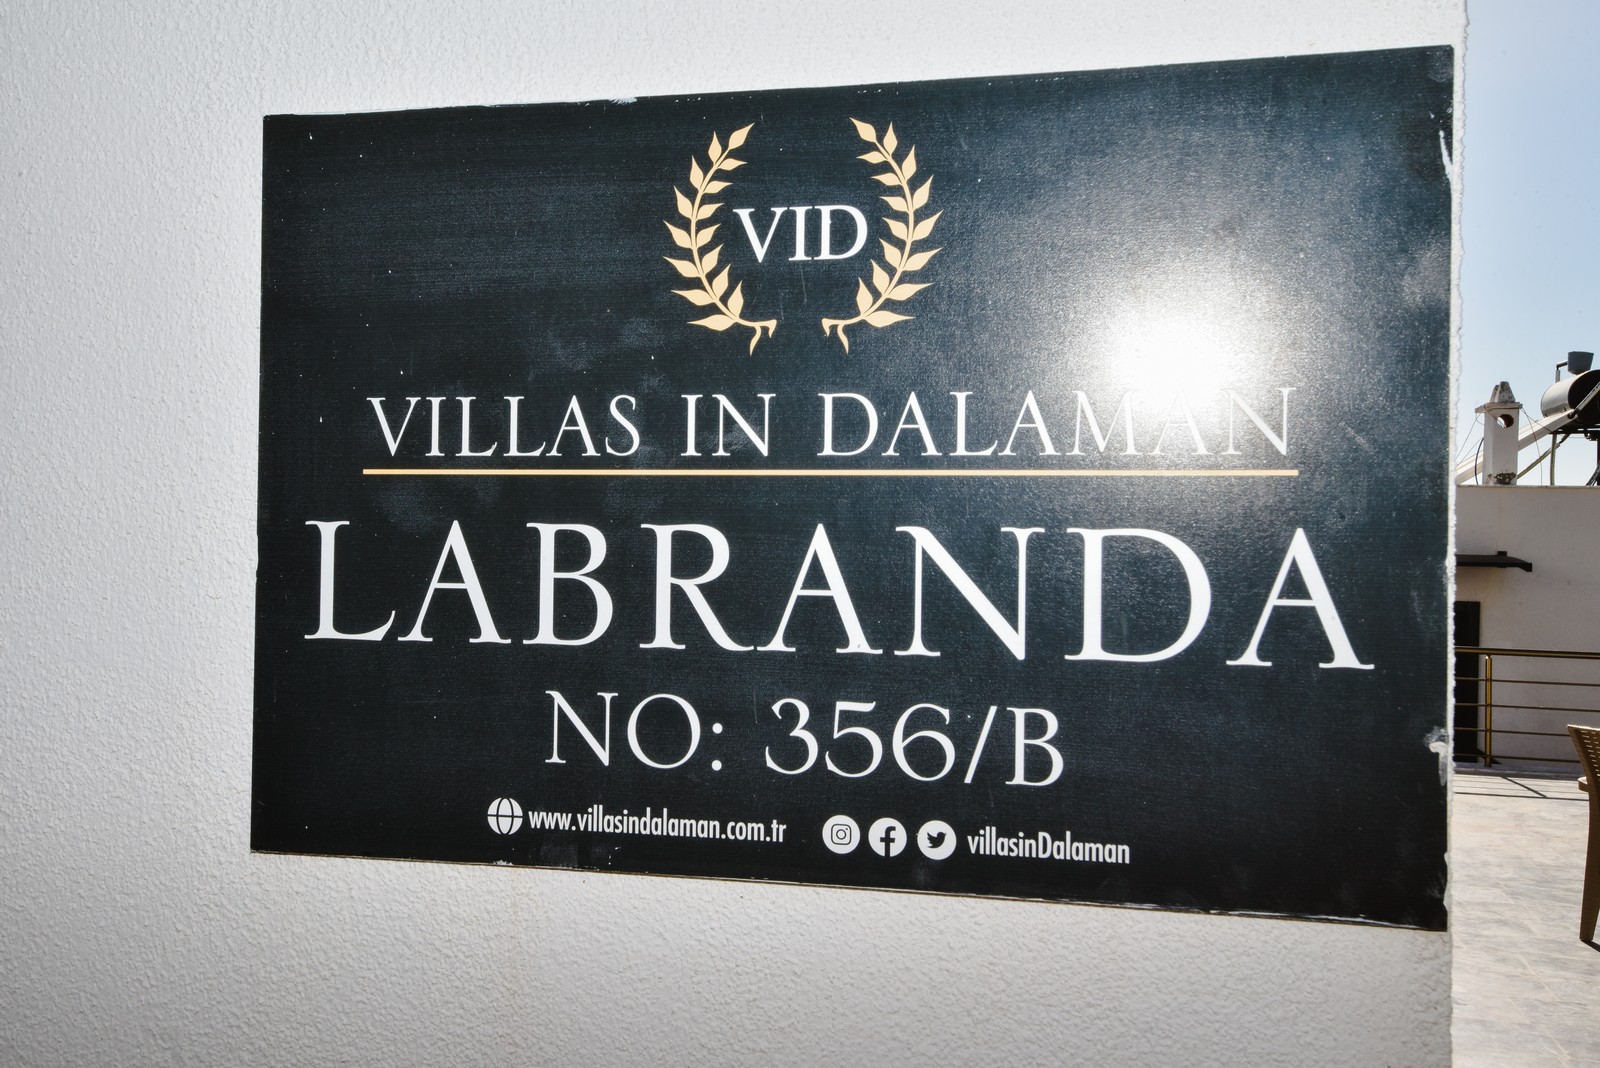 VID
VILLAS IN DALAMAN
LABRANDA
NO: 356/B
www.villasindalaman.com.tr villasinDalaman